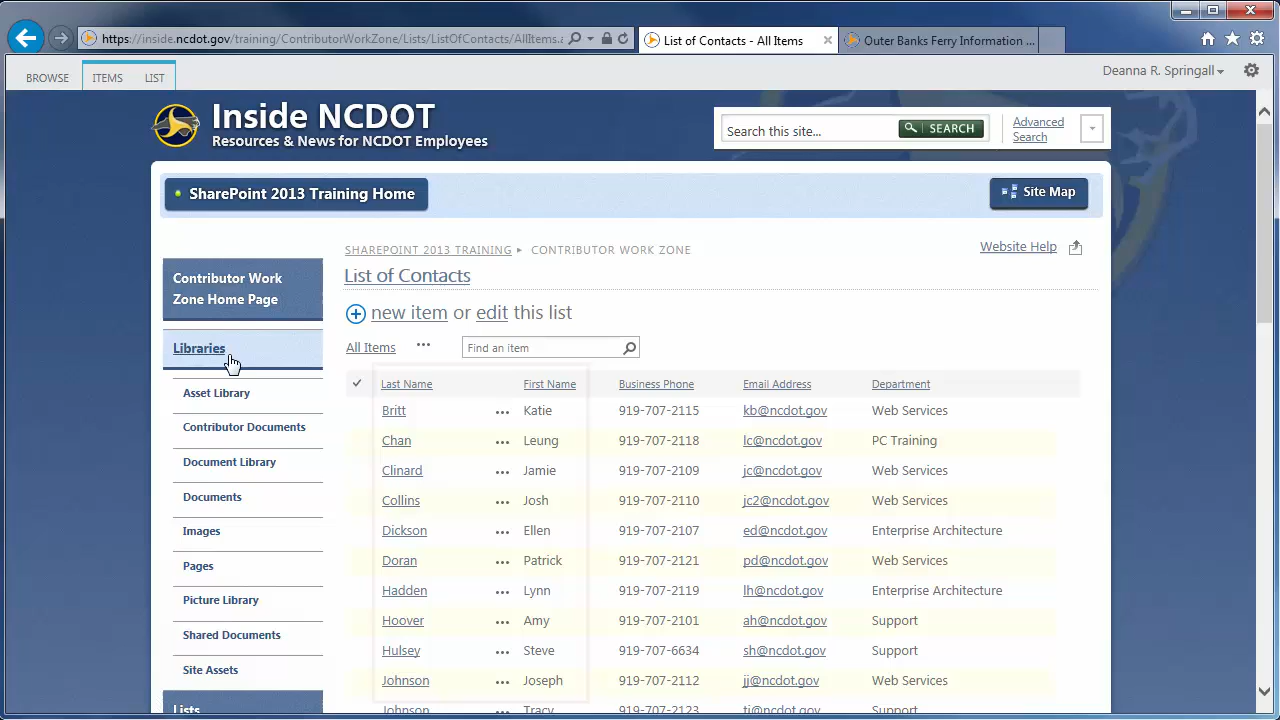 https://inside.ncdot.gov/training/ContributorWorkZone/Lists/ListOfContacts/AllItems.a
List of Contacts - All Items
Outer Banks Ferry Information ...
BROWSE
ITEMS
LIST
Deanna R. Springall
Inside NCDOT
Resources & News for NCDOT Employees
Search this site...
SEARCH
Advanced
Search
SharePoint 2013 Training Home
Site Map
SHAREPOINT 2013 TRAINING ▸ CONTRIBUTOR WORK ZONE
Website Help
List of Contacts
new item or edit this list
All Items ...
Find an item
Contributor Work
Zone Home Page
Libraries
Asset Library
Contributor Documents
Document Library
Documents
Images
Pages
Picture Library
Shared Documents
Site Assets
Lists
Last Name First Name Business Phone Email Address Department
Britt ... Katie 919-707-2115 kb@ncdot.gov Web Services
Chan ... Leung 919-707-2118 lc@ncdot.gov PC Training
Clinard ... Jamie 919-707-2109 jc@ncdot.gov Web Services
Collins ... Josh 919-707-2110 jc2@ncdot.gov Web Services
Dickson ... Ellen 919-707-2107 ed@ncdot.gov Enterprise Architecture
Doran ... Patrick 919-707-2121 pd@ncdot.gov Web Services
Hadden ... Lynn 919-707-2119 lh@ncdot.gov Enterprise Architecture
Hoover ... Amy 919-707-2101 ah@ncdot.gov Support
Hulsey ... Steve 919-707-6634 sh@ncdot.gov Support
Johnson ... Joseph 919-707-2112 jj@ncdot.gov Web Services
Johnson ... Tracy 919-707-2123 tj@ncdot.gov Support